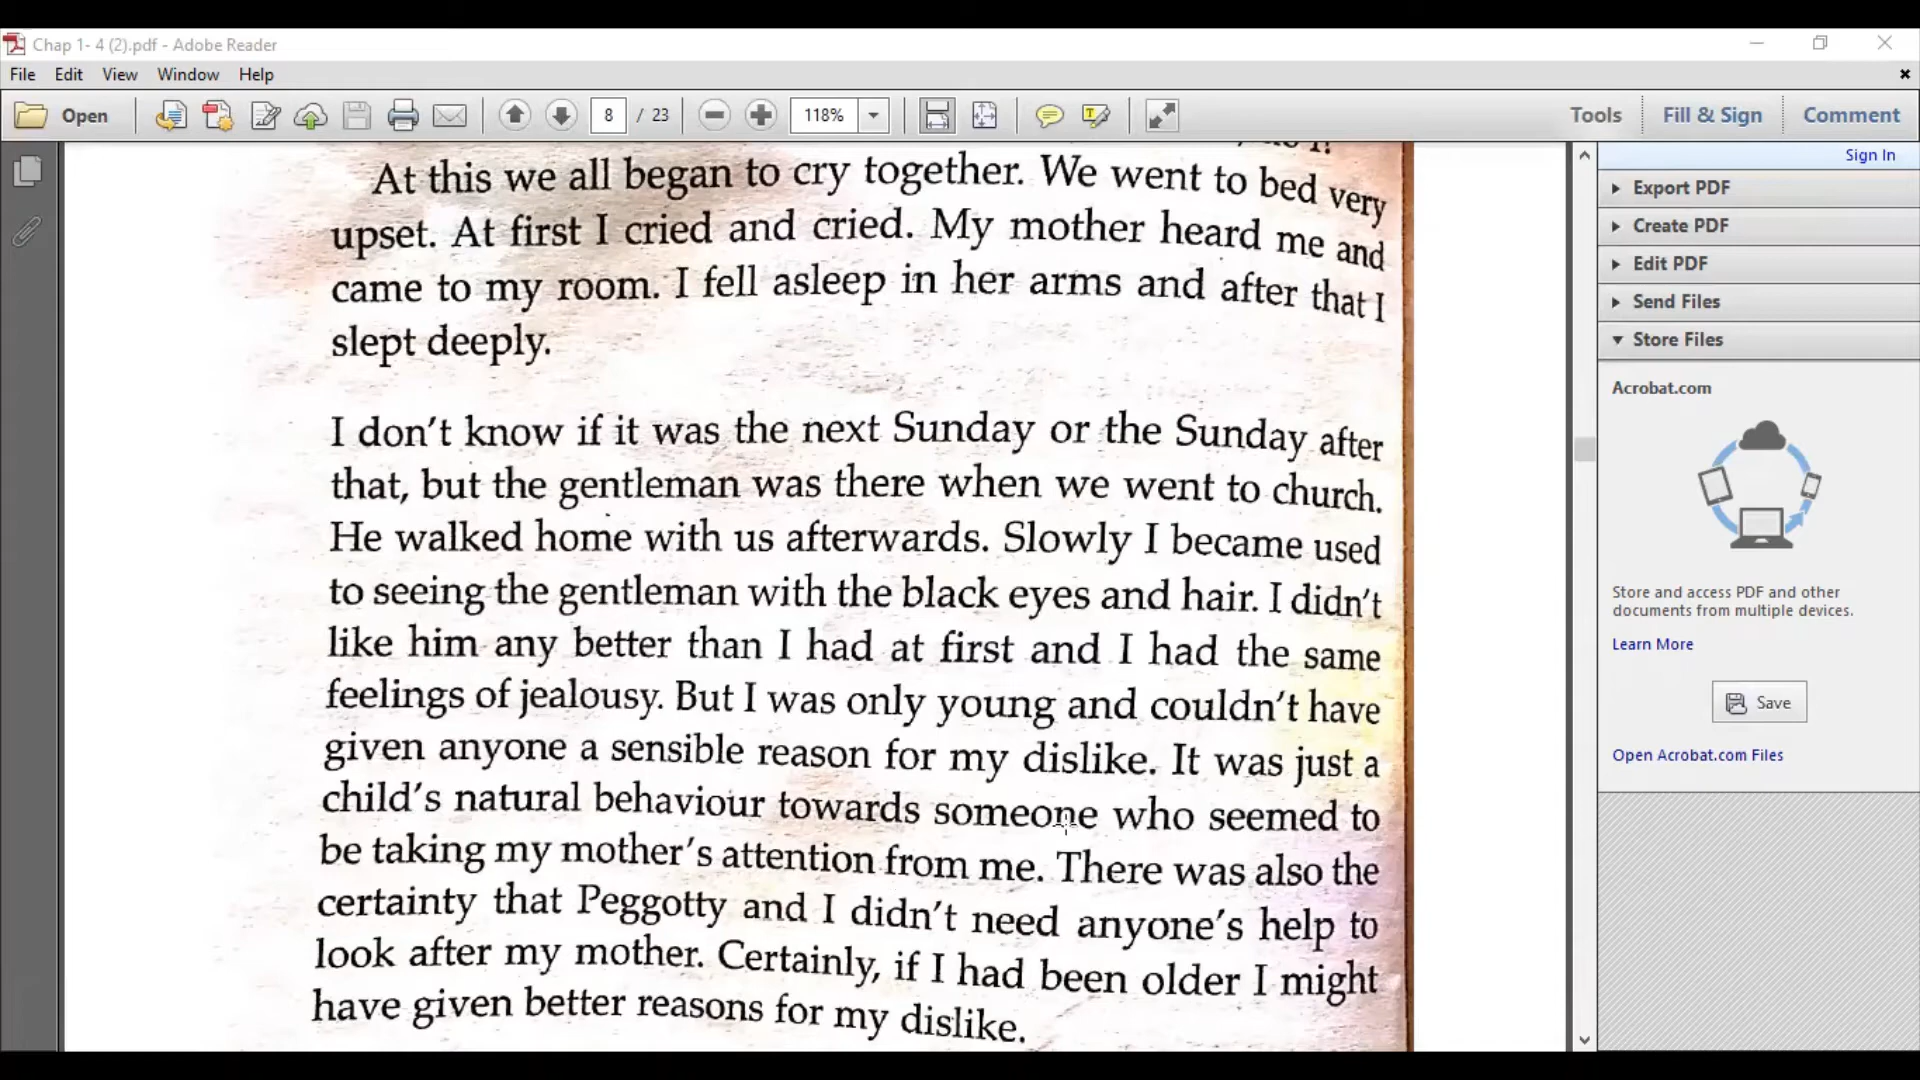 Chap 1- 4 (2).pdf - Adobe Reader
File Edit View Window Help
Open 8 / 23 118% Tools Fill & Sign Comment
Sign In
Export PDF
Create PDF
Edit PDF
Send Files
Store Files
Acrobat.com
Store and access PDF and other
documents from multiple devices.
Learn More
Save
Open Acrobat.com Files
At this we all began to cry together. We went to bed very
upset. At first I cried and cried. My mother heard me and
came to my room. I fell asleep in her arms and after that I
slept deeply.
I don't know if it was the next Sunday or the Sunday after
that, but the gentleman was there when we went to church.
He walked home with us afterwards. Slowly I became used
to seeing the gentleman with the black eyes and hair. I didn't
like him any better than I had at first and I had the same
feelings of jealousy. But I was only young and couldn't have
given anyone a sensible reason for my dislike. It was just a
child's natural behaviour towards someone who seemed to
be taking my mother's attention from me. There was also the
certainty that Peggotty and I didn't need anyone's help to
look after my mother. Certainly, if I had been older I might
have given better reasons for my dislike.